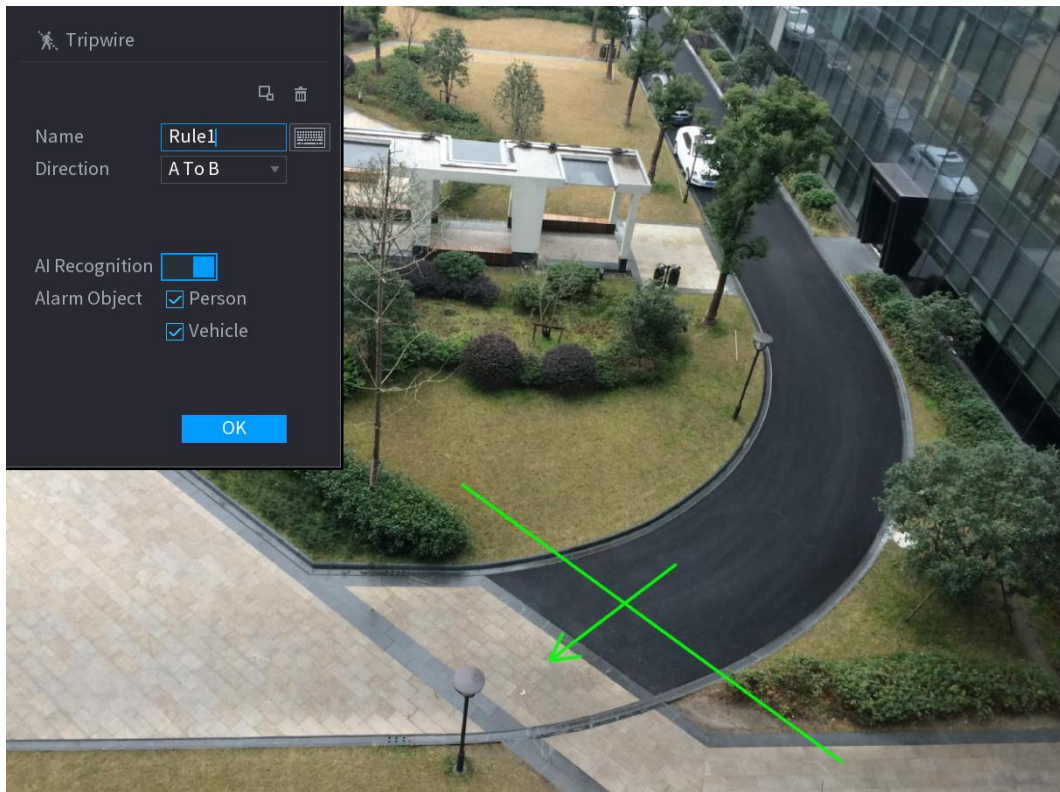 Tripwire
Name Rule1
Direction A To B
AI Recognition
Alarm Object Person
Vehicle
OK